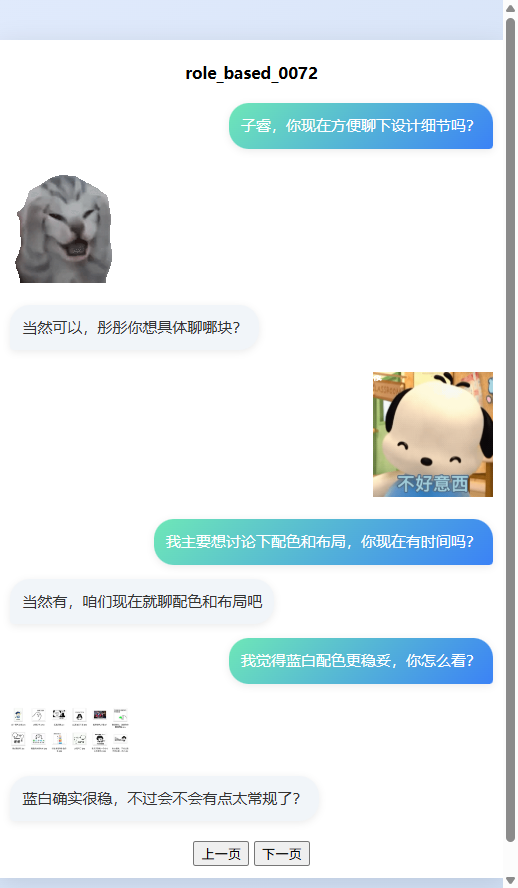 role_based_0072
子睿，你现在方便聊下设计细节吗？
当然可以，彤彤你想具体聊哪块？
不好意西
我主要想讨论下配色和布局，你现在有时间吗？
当然有，咱们现在就聊配色和布局吧
我觉得蓝白配色更稳妥，你怎么看？
蓝白确实很稳，不过会不会有点太常规了？
上一页 下一页